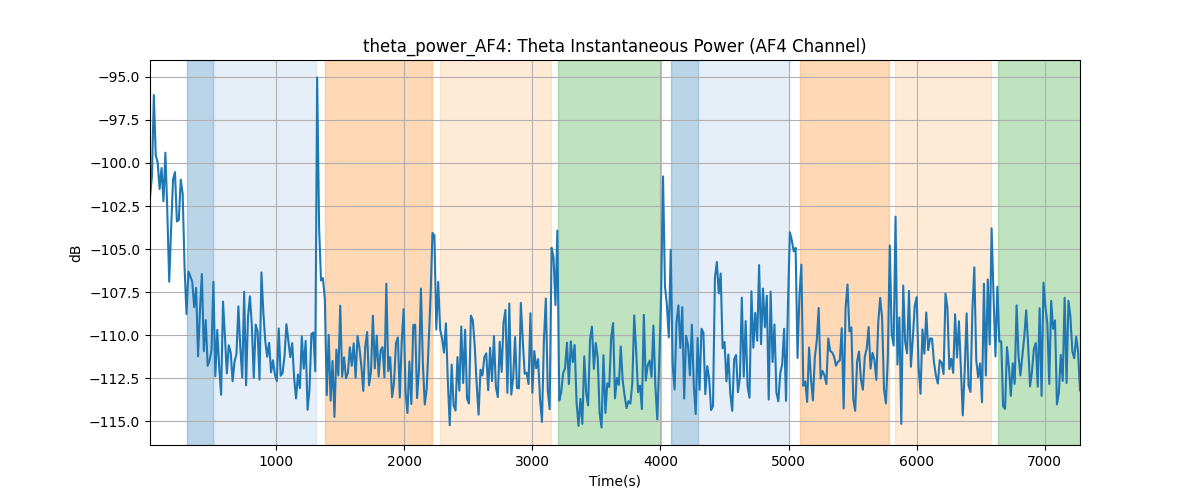 theta_power_AF4: Theta Instantaneous Power (AF4 Channel)
−95.0
−97.5
−100.0
−102.5
−105.0
−107.5
−110.0
−112.5
−115.0
dB
1000 2000 3000 4000 5000 6000 7000
Time(s)